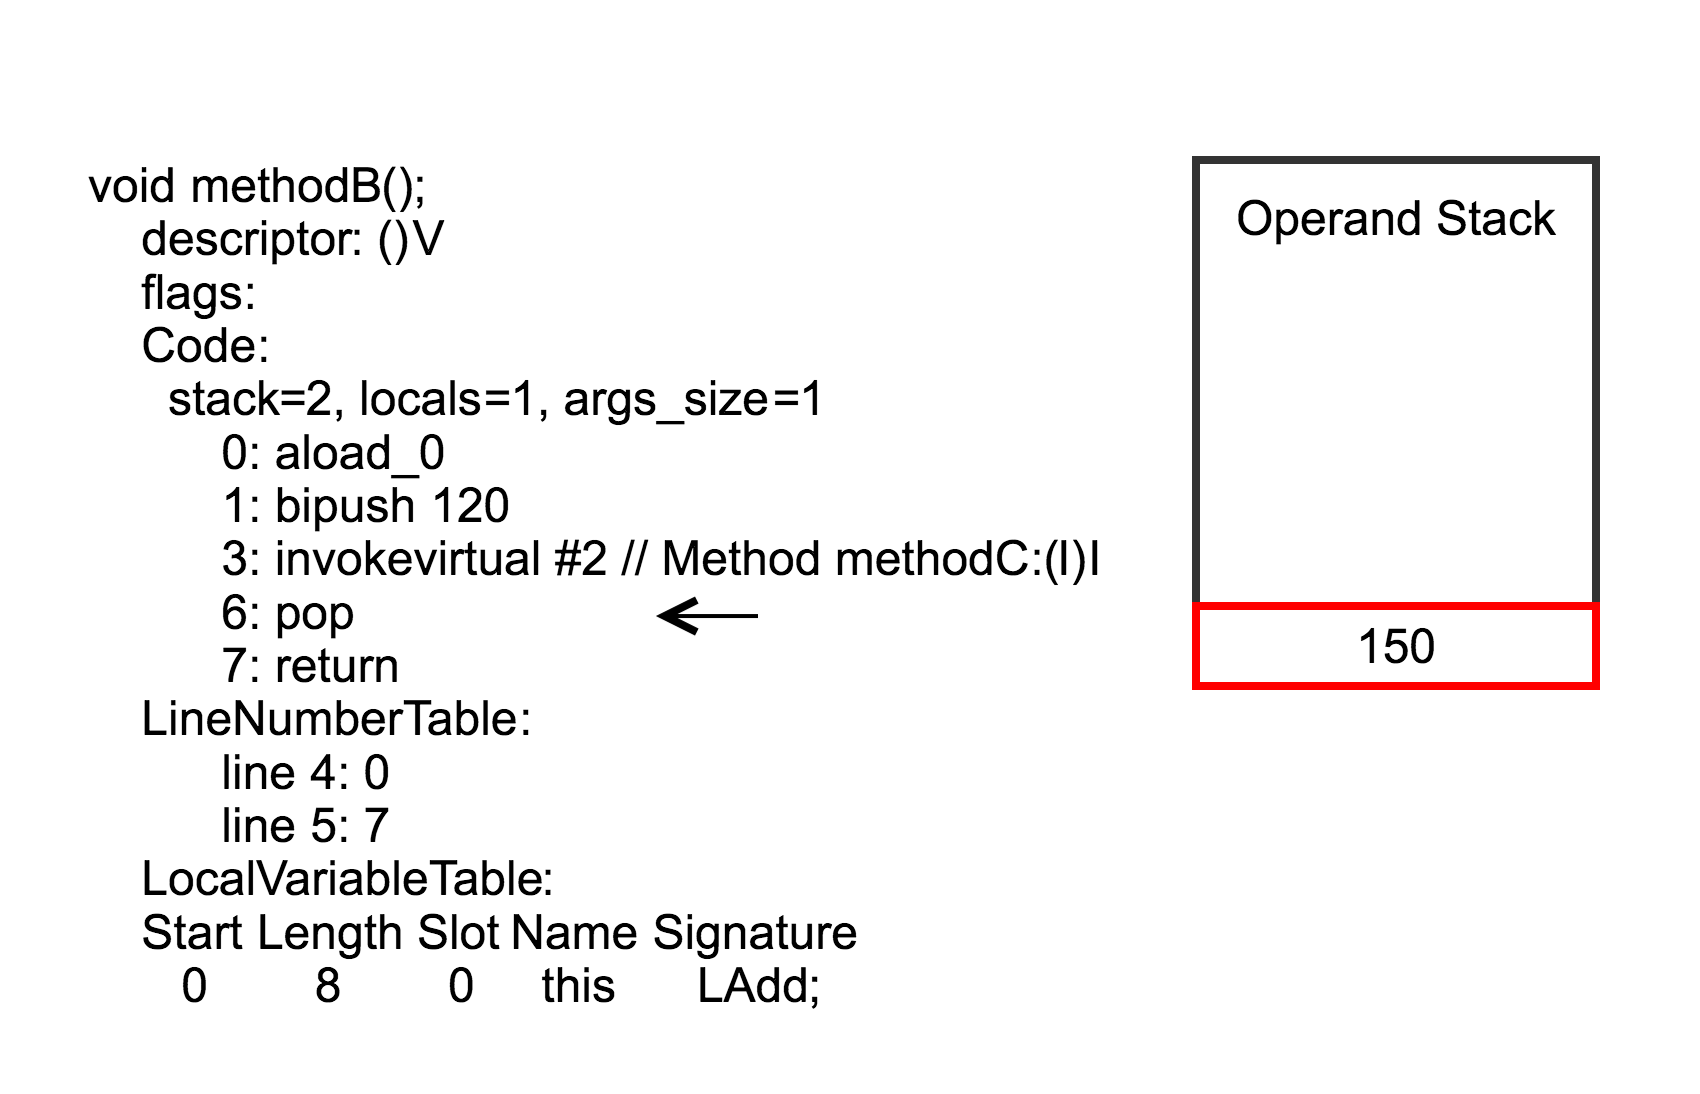 void methodB();
descriptor: ()V
flags:
Code:
stack=2, locals=1, args_size=1
0: aload_0
1: bipush 120
3: invokevirtual #2 // Method methodC:(I)I
6: pop
7: return
LineNumberTable:
line 4: 0
line 5: 7
LocalVariableTable:
Start Length Slot Name Signature
0 8 0 this LAdd;
Operand Stack
150